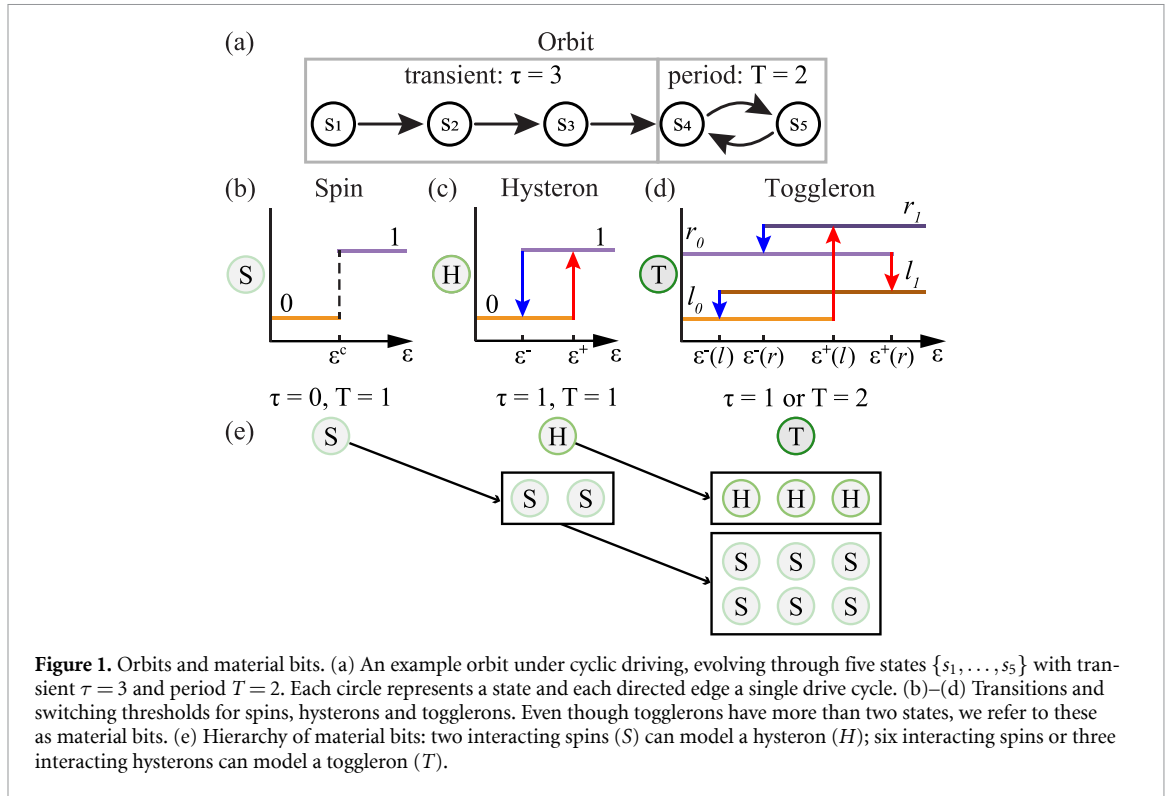 (a) Orbit
transient: τ = 3 period: T = 2
s₁ s₂ s₃ s₄ s₅
(b) Spin (c) Hysteron (d) Toggleron
S 0 1 εᶜ ε
H 0 1 ε⁻ ε⁺ ε
T r₀ r₁ l₀ l₁ ε⁻(l) ε⁻(r) ε⁺(l) ε⁺(r) ε
τ = 0, T = 1 τ = 1, T = 1 τ = 1 or T = 2
(e) S H T
S S H H H
S S S
S S S
Figure 1. Orbits and material bits. (a) An example orbit under cyclic driving, evolving through five states {s₁,...,s₅} with tran-
sient τ = 3 and period T = 2. Each circle represents a state and each directed edge a single drive cycle. (b)–(d) Transitions and
switching thresholds for spins, hysterons and togglerons. Even though togglerons have more than two states, we refer to these
as material bits. (e) Hierarchy of material bits: two interacting spins (S) can model a hysteron (H); six interacting spins or three
interacting hysterons can model a toggleron (T).